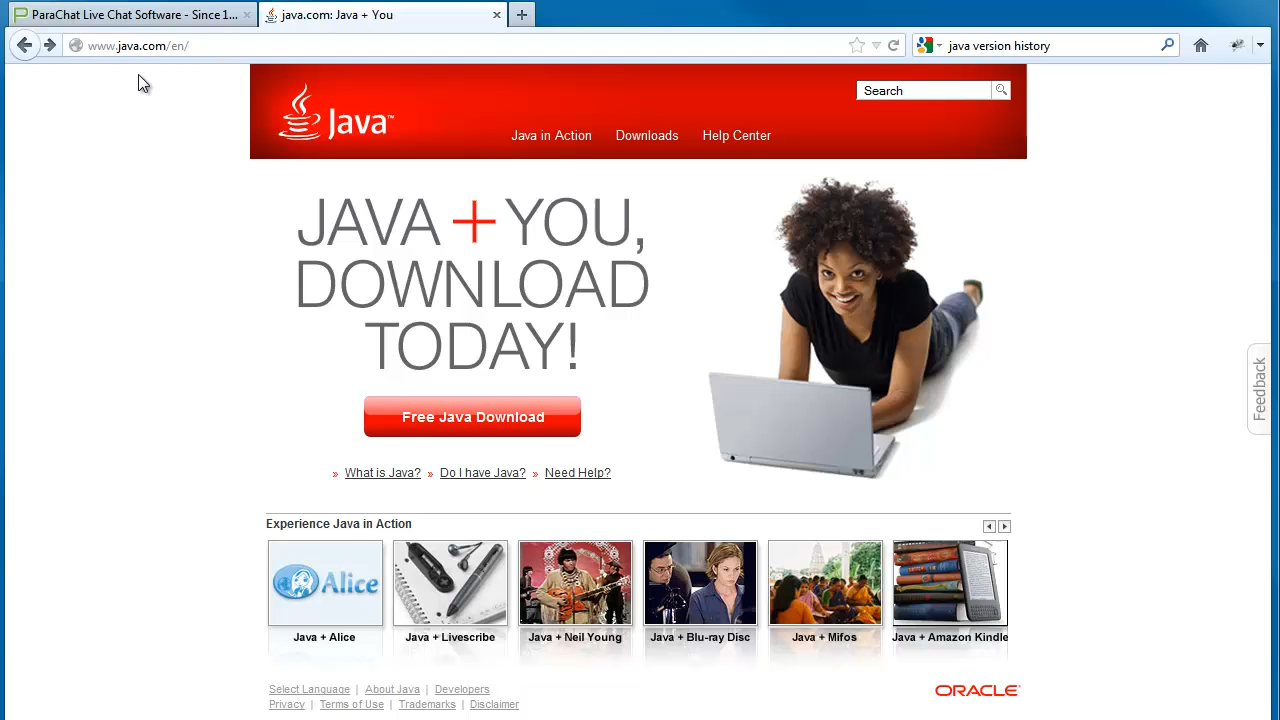 ParaChat Live Chat Software - Since 1...
java.com: Java + You
www.java.com/en/
java version history
Java™
Search
Java in Action
Downloads
Help Center
JAVA + YOU,
DOWNLOAD
TODAY!
Free Java Download
» What is Java? » Do I have Java? » Need Help?
Feedback
Experience Java in Action
Alice
Java + Alice
Java + Livescribe
Java + Neil Young
Java + Blu-ray Disc
Java + Mifos
Java + Amazon Kindle
Select Language | About Java | Developers
Privacy | Terms of Use | Trademarks | Disclaimer
ORACLE®